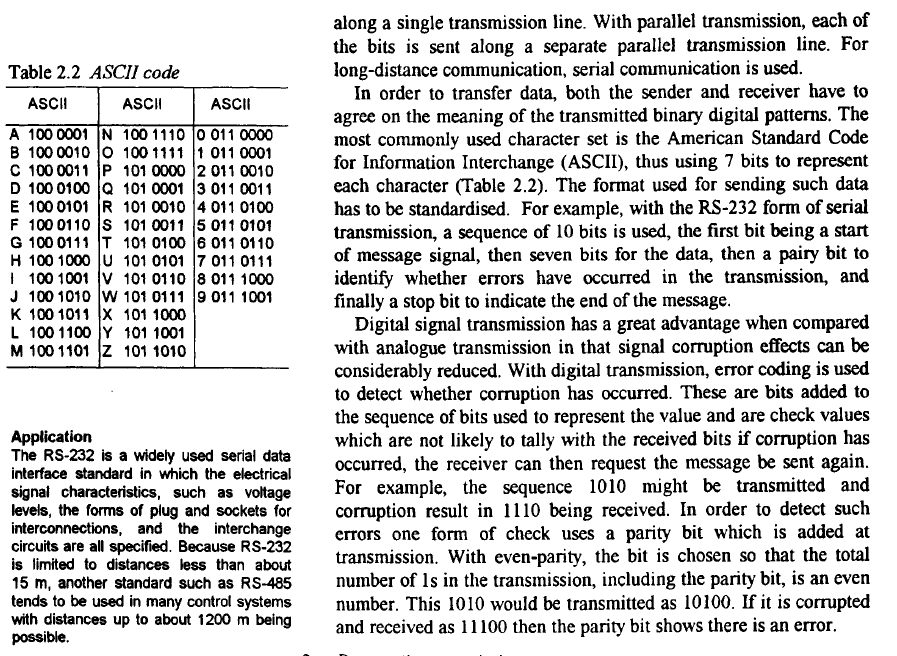 along a single transmission line. With parallel transmission, each of
the bits is sent along a separate parallel transmission line. For
long-distance communication, serial communication is used.
In order to transfer data, both the sender and receiver have to
agree on the meaning of the transmitted binary digital patterns. The
most commonly used character set is the American Standard Code
for Information Interchange (ASCII), thus using 7 bits to represent
each character (Table 2.2). The format used for sending such data
has to be standardised. For example, with the RS-232 form of serial
transmission, a sequence of 10 bits is used, the first bit being a start
of message signal, then seven bits for the data, then a pairy bit to
identify whether errors have occurred in the transmission, and
finally a stop bit to indicate the end of the message.
Digital signal transmission has a great advantage when compared
with analogue transmission in that signal corruption effects can be
considerably reduced. With digital transmission, error coding is used
to detect whether corruption has occurred. These are bits added to
the sequence of bits used to represent the value and are check values
which are not likely to tally with the received bits if corruption has
occurred, the receiver can then request the message be sent again.
For example, the sequence 1010 might be transmitted and
corruption result in 1110 being received. In order to detect such
errors one form of check uses a parity bit which is added at
transmission. With even-parity, the bit is chosen so that the total
number of 1s in the transmission, including the parity bit, is an even
number. This 1010 would be transmitted as 10100. If it is corrupted
and received as 11100 then the parity bit shows there is an error.
Table 2.2 ASCII code
ASCII ASCII ASCII
A 100 0001 N 100 1110 0 011 0000
B 100 0010 O 100 1111 1 011 0001
C 100 0011 P 101 0000 2 011 0010
D 100 0100 Q 101 0001 3 011 0011
E 100 0101 R 101 0010 4 011 0100
F 100 0110 S 101 0011 5 011 0101
G 100 0111 T 101 0100 6 011 0110
H 100 1000 U 101 0101 7 011 0111
I 100 1001 V 101 0110 8 011 1000
J 100 1010 W 101 0111 9 011 1001
K 100 1011 X 101 1000
L 100 1100 Y 101 1001
M 100 1101 Z 101 1010
Application
The RS-232 is a widely used serial data
interface standard in which the electrical
signal characteristics, such as voltage
levels, the forms of plug and sockets for
interconnections, and the interchange
circuits are all specified. Because RS-232
is limited to distances less than about
15 m, another standard such as RS-485
tends to be used in many control systems
with distances up to about 1200 m being
possible.